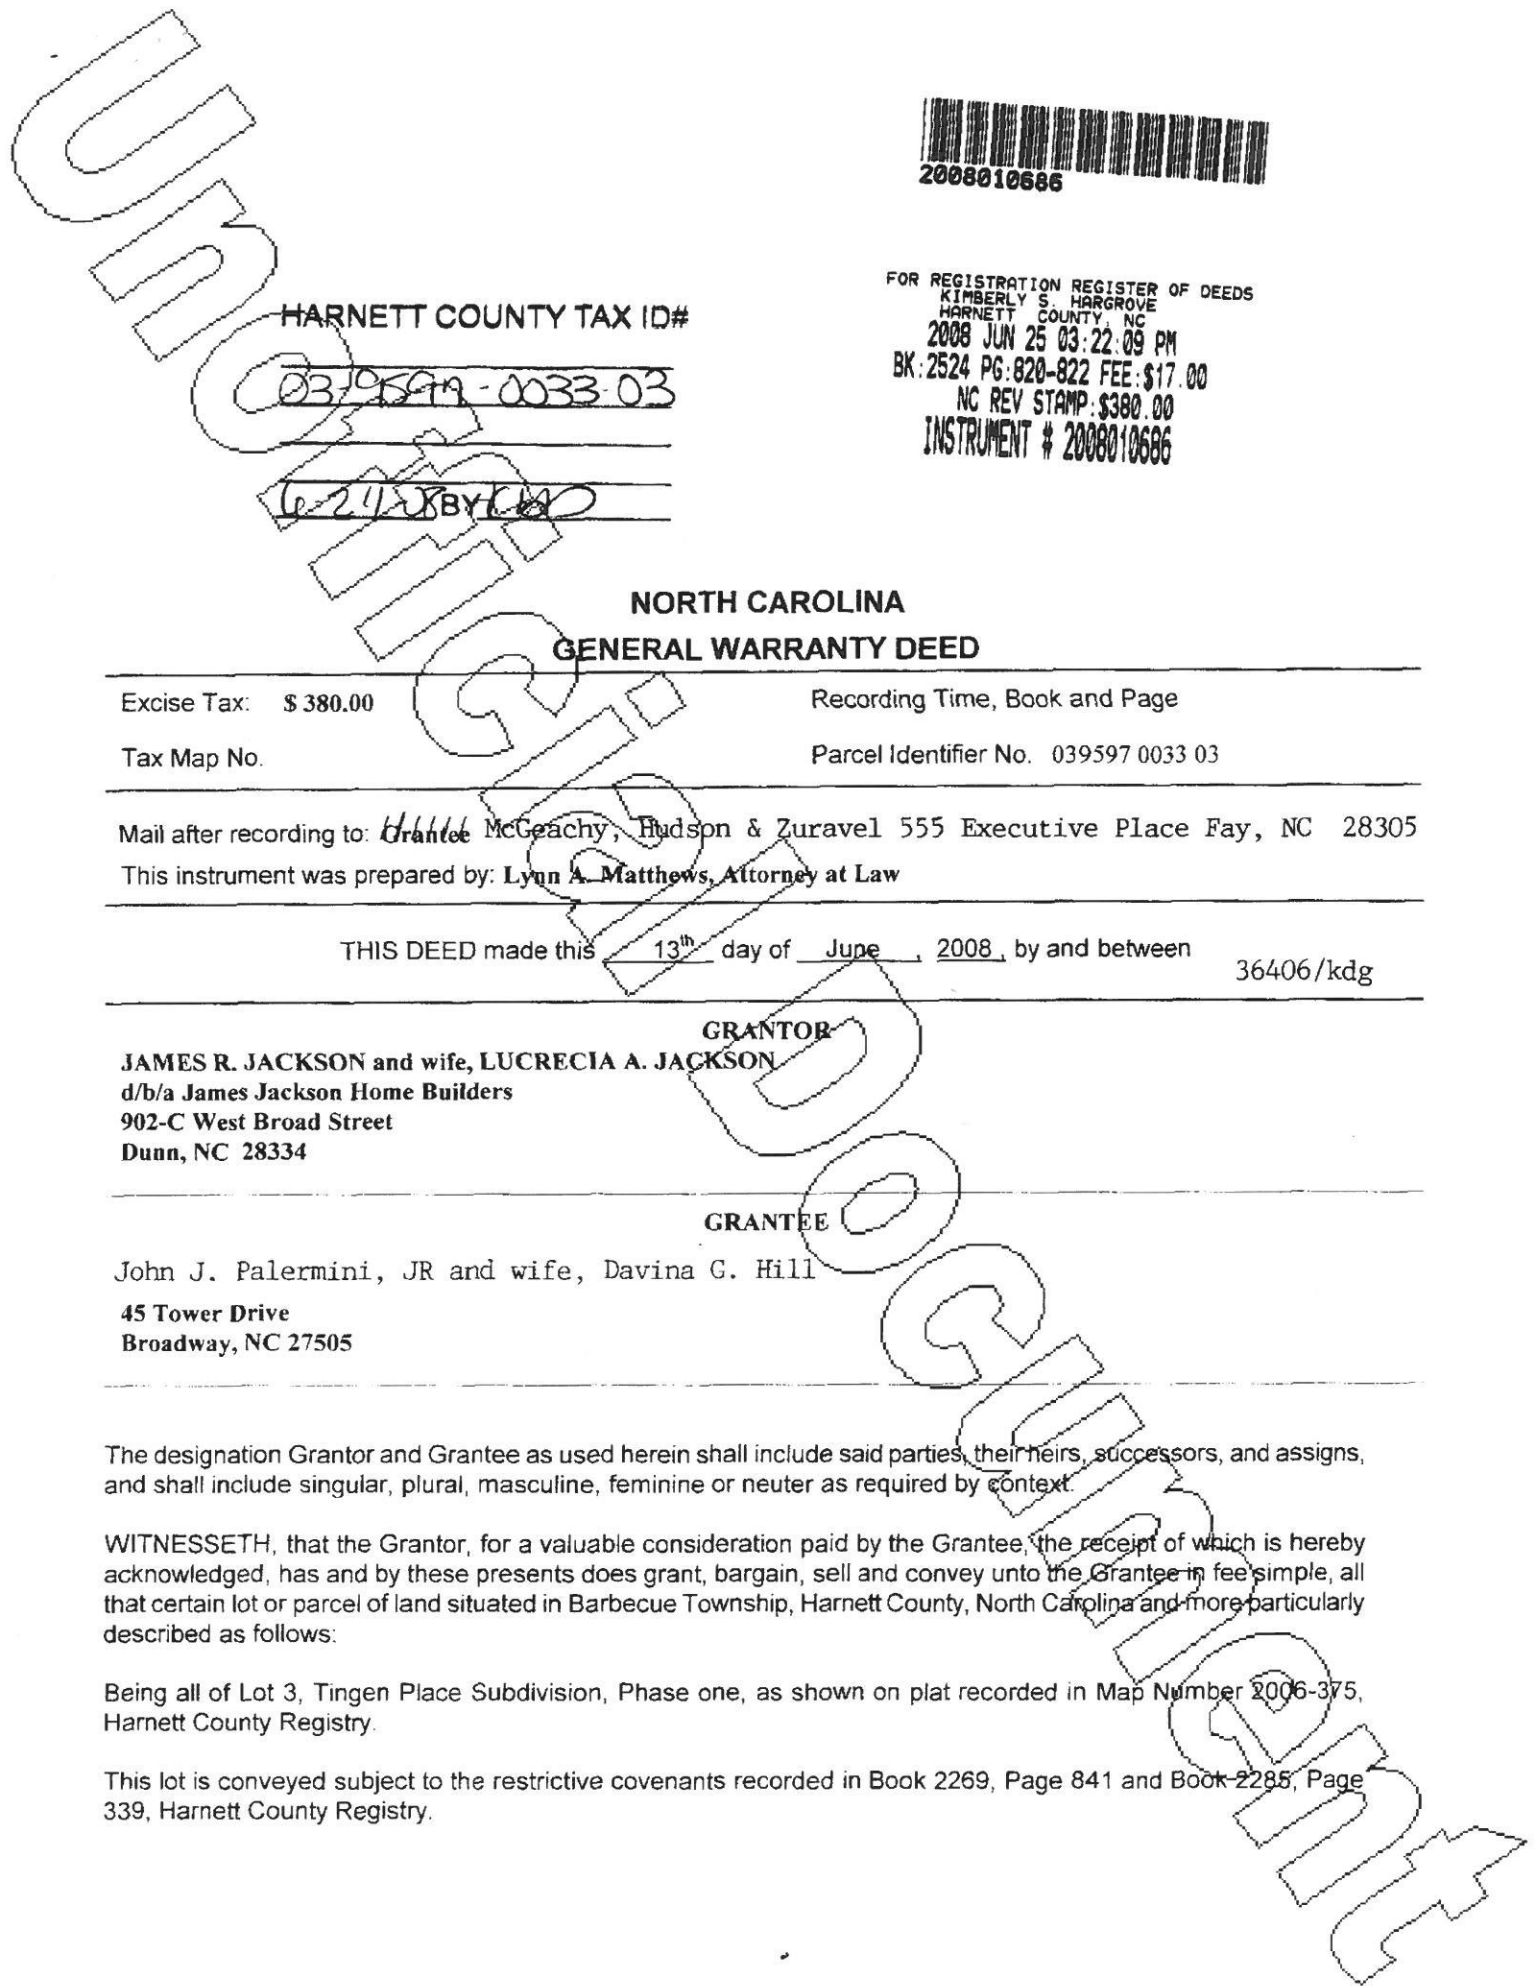 2008010686
FOR REGISTRATION REGISTER OF DEEDS
KIMBERLY S. HARGROVE
HARNETT COUNTY, NC
2008 JUN 25 03:22:09 PM
BK:2524 PG:820-822 FEE:$17.00
NC REV STAMP:$380.00
INSTRUMENT # 2008010686
HARNETT COUNTY TAX ID#
03-9597-0033-03
6-24-08 BY
NORTH CAROLINA
GENERAL WARRANTY DEED
Excise Tax: $ 380.00 Recording Time, Book and Page
Tax Map No. Parcel Identifier No. 039597 0033 03
Mail after recording to: Grantee McGeachy, Hudson & Zuravel 555 Executive Place Fay, NC 28305
This instrument was prepared by: Lynn A. Matthews, Attorney at Law
THIS DEED made this 13th day of June , 2008 , by and between
36406/kdg
GRANTOR
JAMES R. JACKSON and wife, LUCRECIA A. JACKSON
d/b/a James Jackson Home Builders
902-C West Broad Street
Dunn, NC 28334
GRANTEE
John J. Palermini, JR and wife, Davina G. Hill
45 Tower Drive
Broadway, NC 27505
The designation Grantor and Grantee as used herein shall include said parties, their heirs, successors, and assigns,
and shall include singular, plural, masculine, feminine or neuter as required by context.
WITNESSETH, that the Grantor, for a valuable consideration paid by the Grantee, the receipt of which is hereby
acknowledged, has and by these presents does grant, bargain, sell and convey unto the Grantee in fee simple, all
that certain lot or parcel of land situated in Barbecue Township, Harnett County, North Carolina and more particularly
described as follows:
Being all of Lot 3, Tingen Place Subdivision, Phase one, as shown on plat recorded in Map Number 2006-375,
Harnett County Registry.
This lot is conveyed subject to the restrictive covenants recorded in Book 2269, Page 841 and Book 2285, Page
339, Harnett County Registry.
Unofficial Document